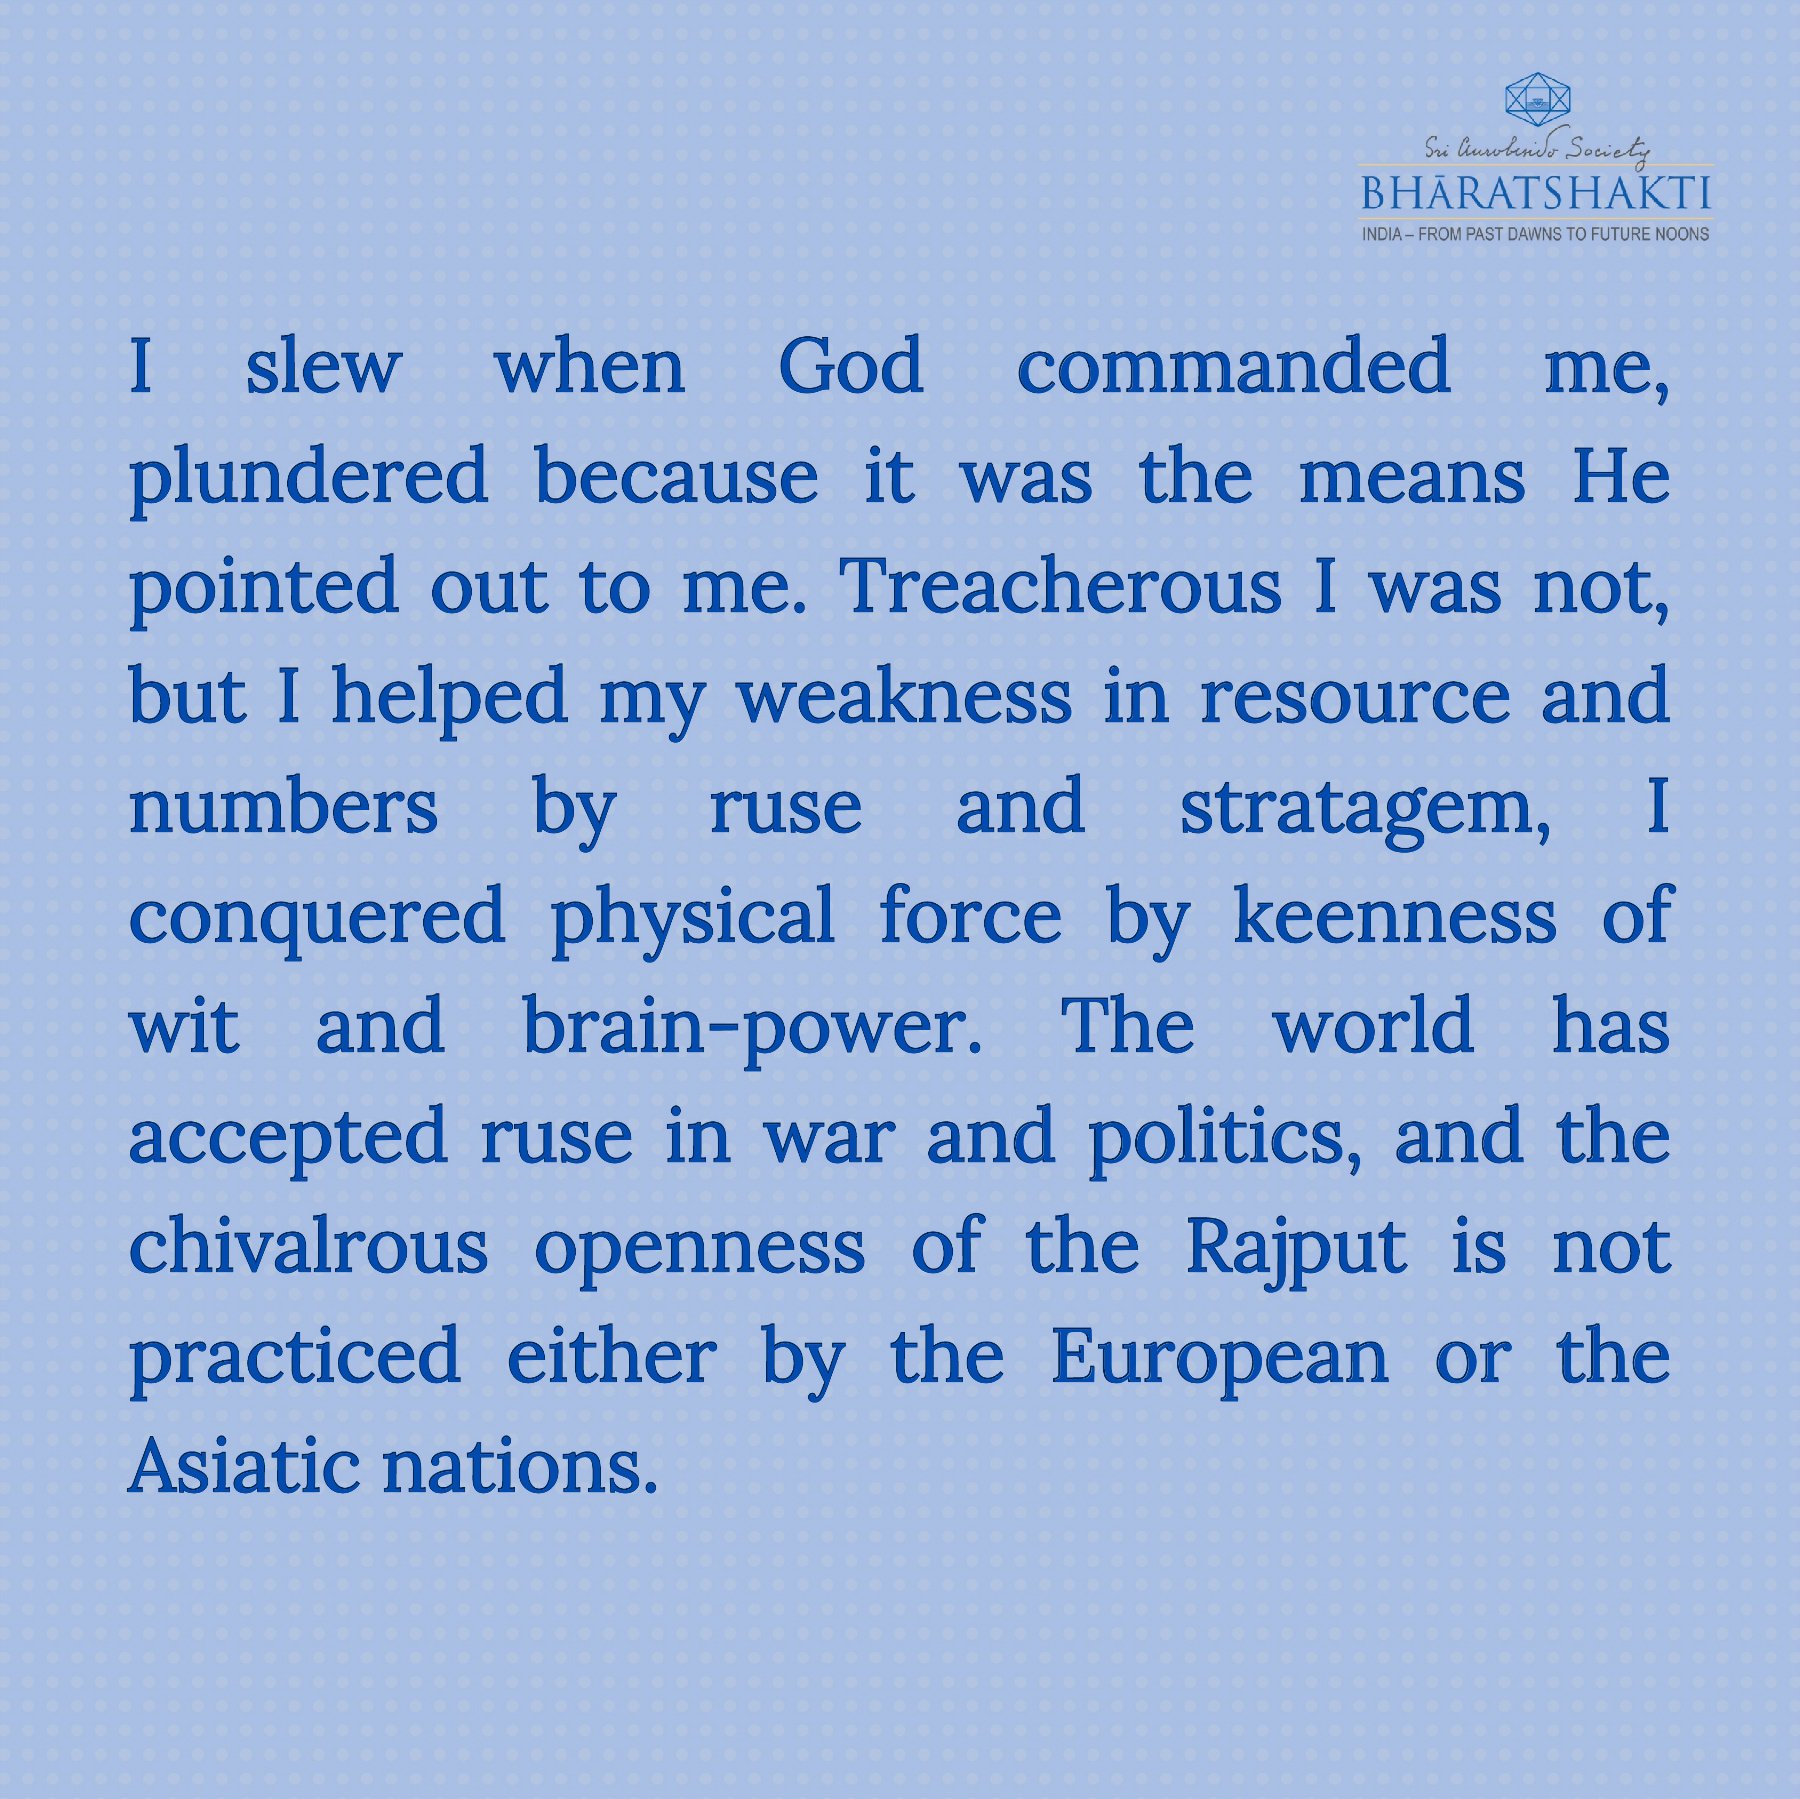 Sri Aurobindo Society
BHĀRATSHAKTI
INDIA – FROM PAST DAWNS TO FUTURE NOONS
I slew when God commanded me,
plundered because it was the means He
pointed out to me. Treacherous I was not,
but I helped my weakness in resource and
numbers by ruse and stratagem, I
conquered physical force by keenness of
wit and brain-power. The world has
accepted ruse in war and politics, and the
chivalrous openness of the Rajput is not
practiced either by the European or the
Asiatic nations.